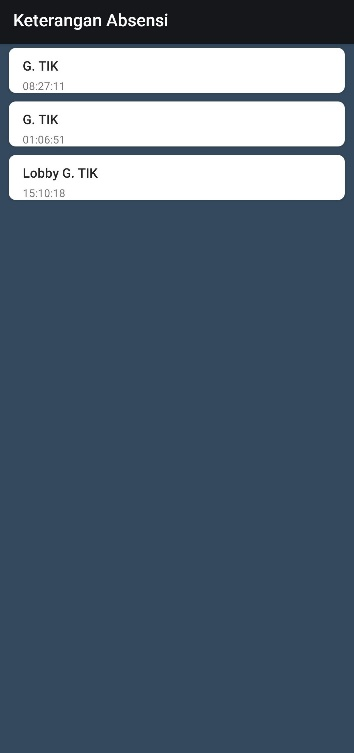 Keterangan Absensi
G. TIK
08:27:11
G. TIK
01:06:51
Lobby G. TIK
15:10:18